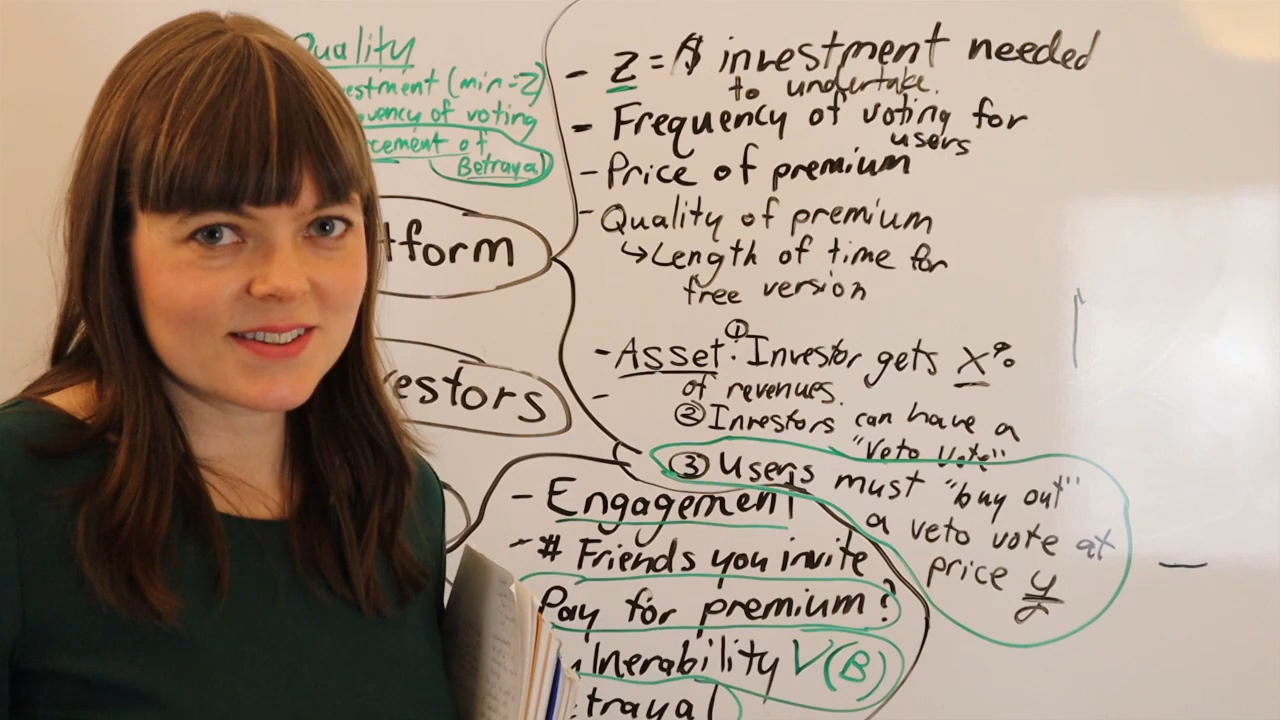 uality
estment (min=Z)
uency of voting
cement of
Betrayal
tform
estors
- Z = $ investment needed
to undertake.
- Frequency of voting for
users
- Price of premium
- Quality of premium
↳ Length of time for
free version
- Asset: ① Investor gets X%
of revenues.
-
② Investors can have a
"veto vote"
③ Users must "buy out"
a veto vote at
price y
- Engagement
- # Friends you invite
Pay for premium?
ulnerability V(B)
trayal